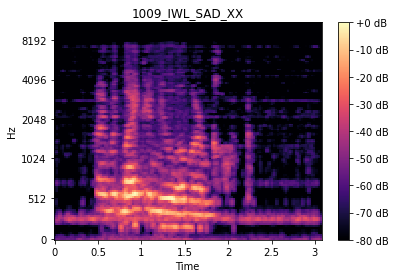 1009_IWL_SAD_XX
+0 dB
8192
-10 dB
4096
-20 dB
-30 dB
2048
Hz
-40 dB
1024
-50 dB
512
-60 dB
-70 dB
0
-80 dB
0 0.5 1 1.5 2 2.5 3
Time